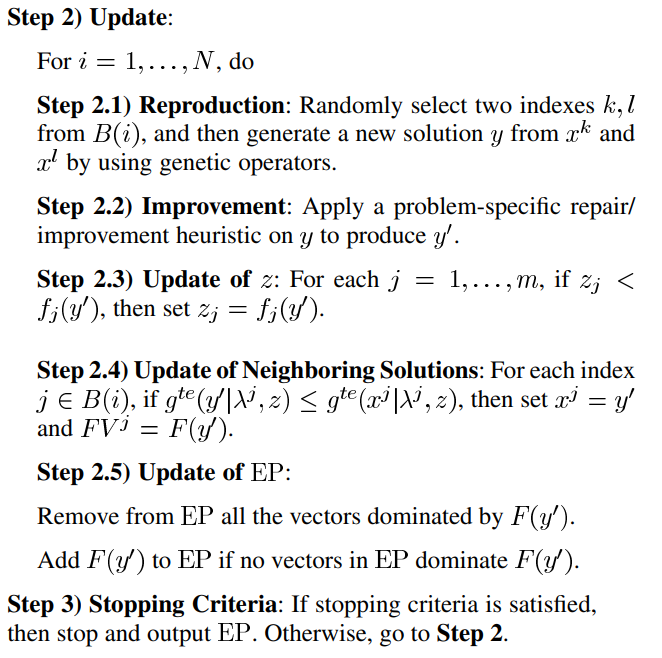 Step 2) Update:
For i = 1, . . . , N, do
Step 2.1) Reproduction: Randomly select two indexes k, l
from B(i), and then generate a new solution y from x^k and
x^l by using genetic operators.
Step 2.2) Improvement: Apply a problem-specific repair/
improvement heuristic on y to produce y′.
Step 2.3) Update of z: For each j = 1, . . . , m, if z_j <
f_j(y′), then set z_j = f_j(y′).
Step 2.4) Update of Neighboring Solutions: For each index
j ∈ B(i), if g^{te}(y′|λ^j, z) ≤ g^{te}(x^j|λ^j, z), then set x^j = y′
and FV^j = F(y′).
Step 2.5) Update of EP:
Remove from EP all the vectors dominated by F(y′).
Add F(y′) to EP if no vectors in EP dominate F(y′).
Step 3) Stopping Criteria: If stopping criteria is satisfied,
then stop and output EP. Otherwise, go to Step 2.